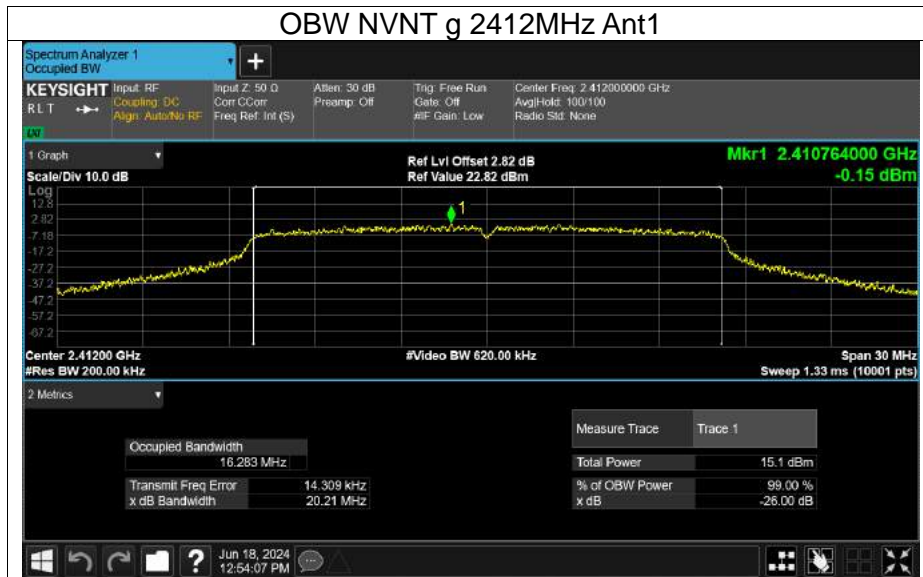 OBW NVNT g 2412MHz Ant1
Spectrum Analyzer 1
Occupied BW
+
KEYSIGHT
RLT
Input: RF
Coupling: DC
Align: Auto/No RF
Input Z: 50 Ω
Corr CCorr
Freq Ref: Int (S)
Atten: 30 dB
Preamp: Off
Trig: Free Run
Gate: Off
#IF Gain: Low
Center Freq: 2.412000000 GHz
Avg|Hold: 100/100
Radio Std: None
1 Graph
Scale/Div 10.0 dB
Ref Lvl Offset 2.82 dB
Ref Value 22.82 dBm
Mkr1 2.410764000 GHz
-0.15 dBm
Log
12.8
2.82
-7.18
-17.2
-27.2
-37.2
-47.2
-57.2
-67.2
1
Center 2.41200 GHz
#Res BW 200.00 kHz
#Video BW 620.00 kHz
Span 30 MHz
Sweep 1.33 ms (10001 pts)
2 Metrics
Measure Trace Trace 1
Occupied Bandwidth
16.283 MHz
Total Power 15.1 dBm
Transmit Freq Error 14.309 kHz
% of OBW Power 99.00 %
x dB Bandwidth 20.21 MHz
x dB -26.00 dB
?
Jun 18, 2024
12:54:07 PM